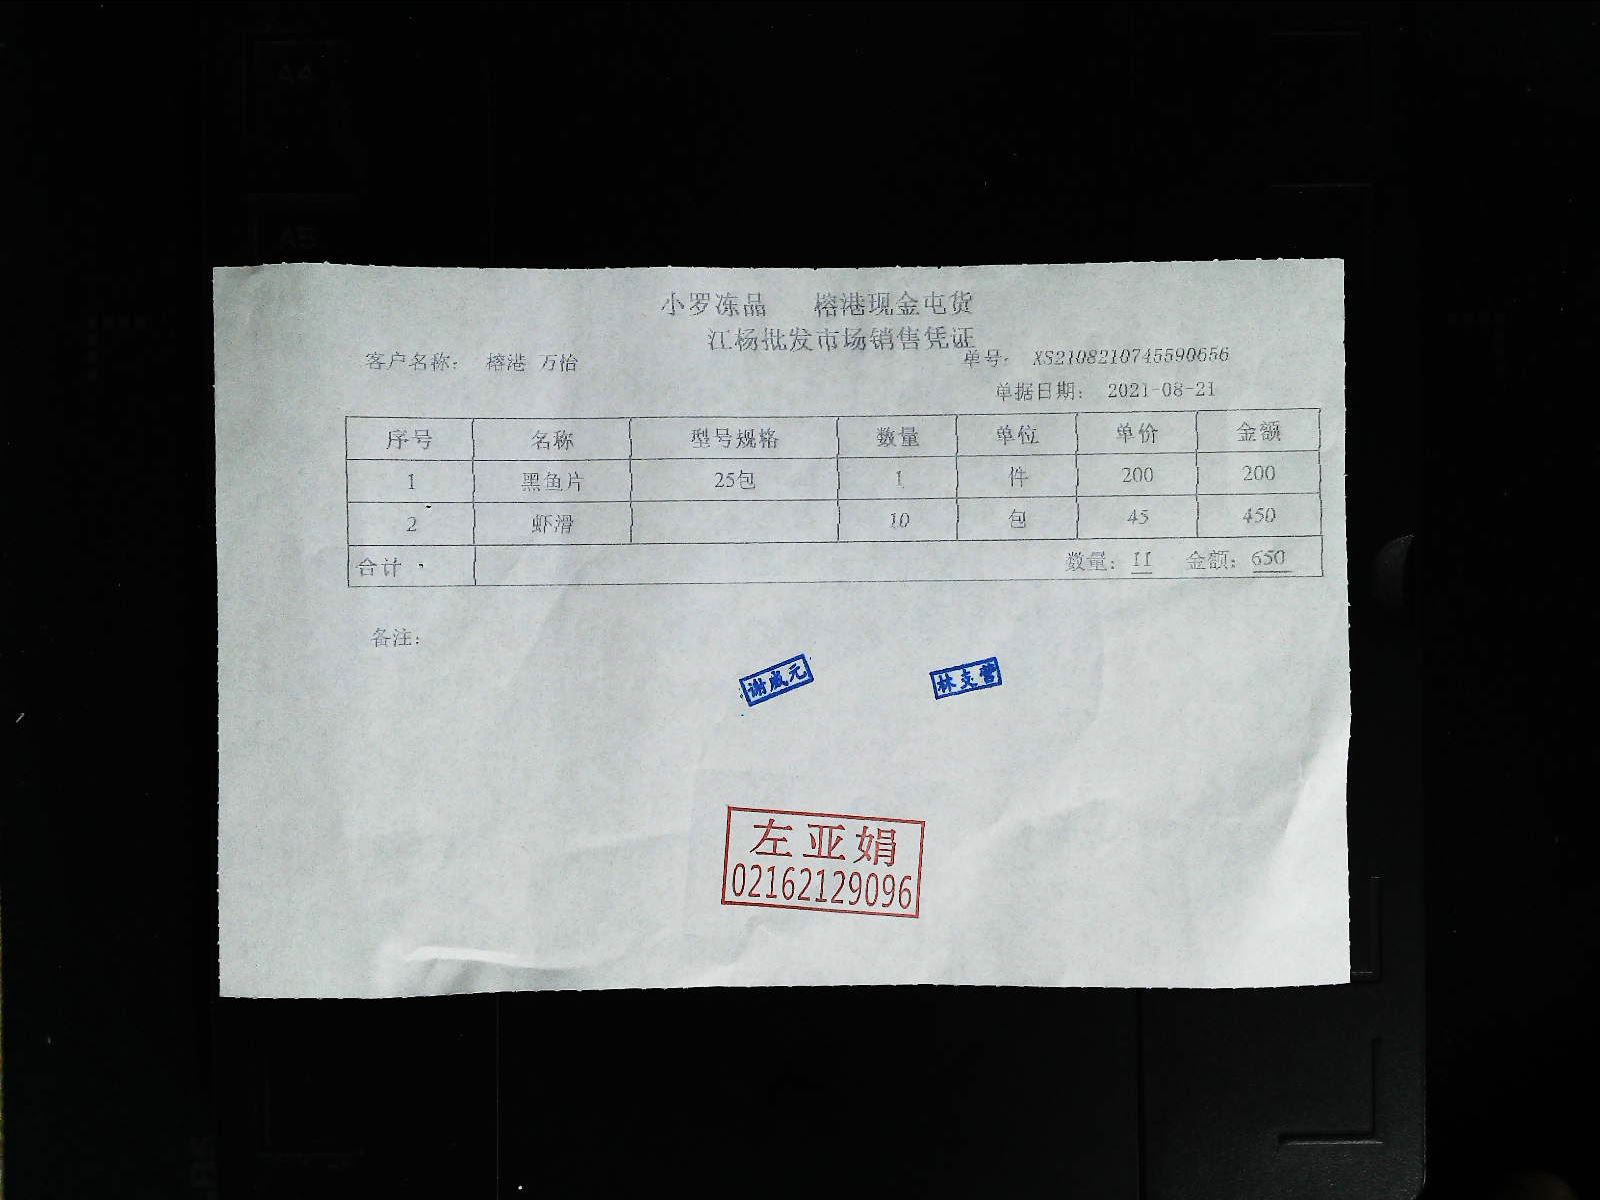 A4
A5
小罗冻品 榕港现金屯货
江杨批发市场销售凭证
客户名称： 榕港 万怡 单号： XS2108210745590656
单据日期： 2021-08-21
序号 名称 型号规格 数量 单位 单价 金额
1 黑鱼片 25包 1 件 200 200
2 虾滑 10 包 45 450
合计 数量：11 金额：650
备注：
谢成元 林支营
左亚娟
02162129096